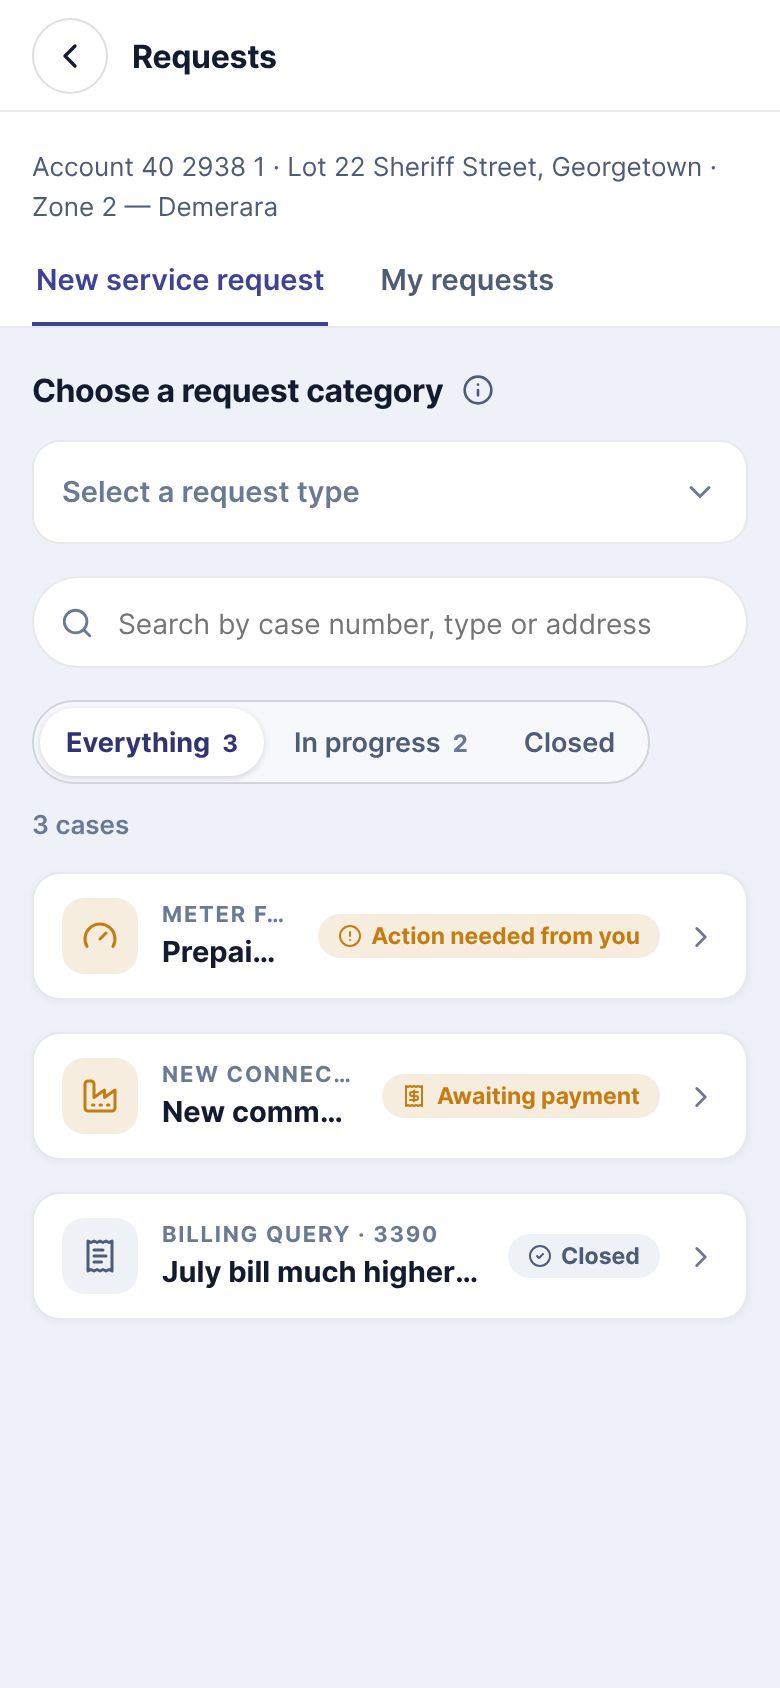 Requests
Account 40 2938 1 · Lot 22 Sheriff Street, Georgetown ·
Zone 2 — Demerara
New service request
My requests
Choose a request category
Select a request type
Search by case number, type or address
Everything 3
In progress 2
Closed
3 cases
METER F…
Prepai…
Action needed from you
NEW CONNEC…
New comm…
Awaiting payment
BILLING QUERY · 3390
July bill much higher…
Closed